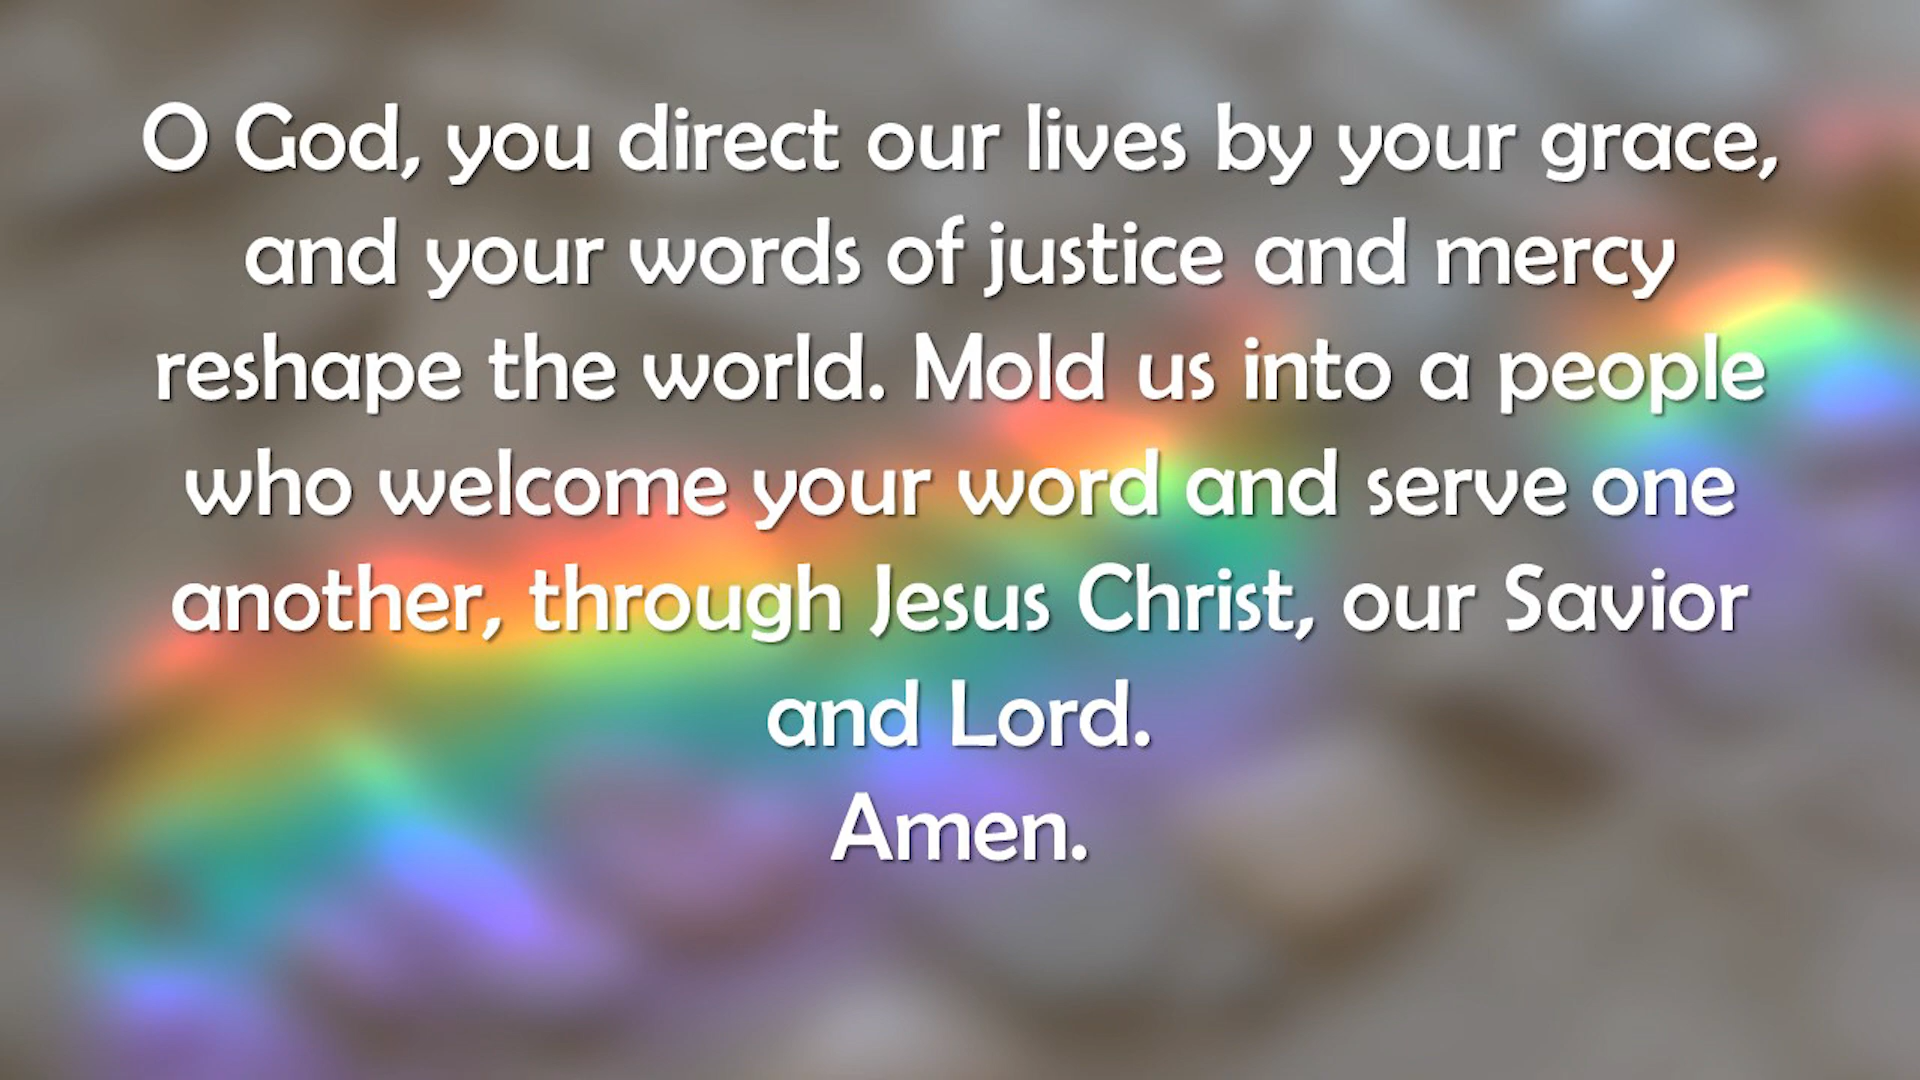 O God, you direct our lives by your grace,
and your words of justice and mercy
reshape the world. Mold us into a people
who welcome your word and serve one
another, through Jesus Christ, our Savior
and Lord.
Amen.